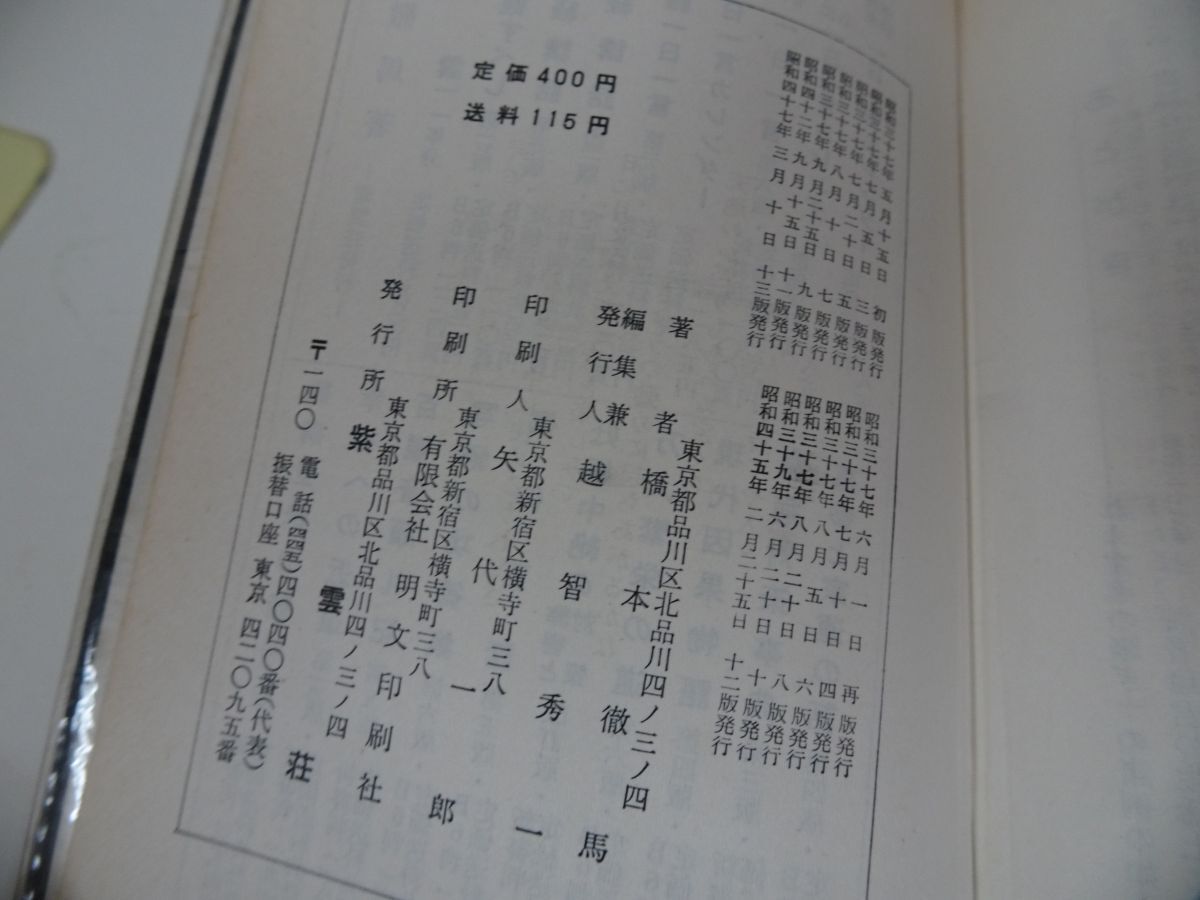 昭和三十七年 五月十五日 初版発行
昭和三十七年 六月 一日 再版発行
昭和三十七年 七月 五日 三版発行
昭和三十七年 七月 十日 四版発行
昭和三十七年 七月二十日 五版発行
昭和三十七年 八月 五日 六版発行
昭和三十七年 八月 十日 七版発行
昭和三十七年 八月二十日 八版発行
昭和三十七年 九月二十五日 九版発行
昭和三十九年 六月二十日 十版発行
昭和四十二年 九月十五日 十一版発行
昭和四十五年 二月二十五日 十二版発行
昭和四十七年 三月 十日 十三版発行
定価400円
送料115円
東京都品川区北品川四ノ三ノ四
著者 橋本徹馬
編集兼発行人 越智秀一
東京都新宿区横寺町三八
印刷人 矢代一郎
東京都新宿区横寺町三八
印刷所 有限会社 明文印刷社
東京都品川区北品川四ノ三ノ四
発行所 紫雲荘
〒一四〇 電話(四四五)四〇四〇番(代表)
振替口座 東京 四二〇九五番